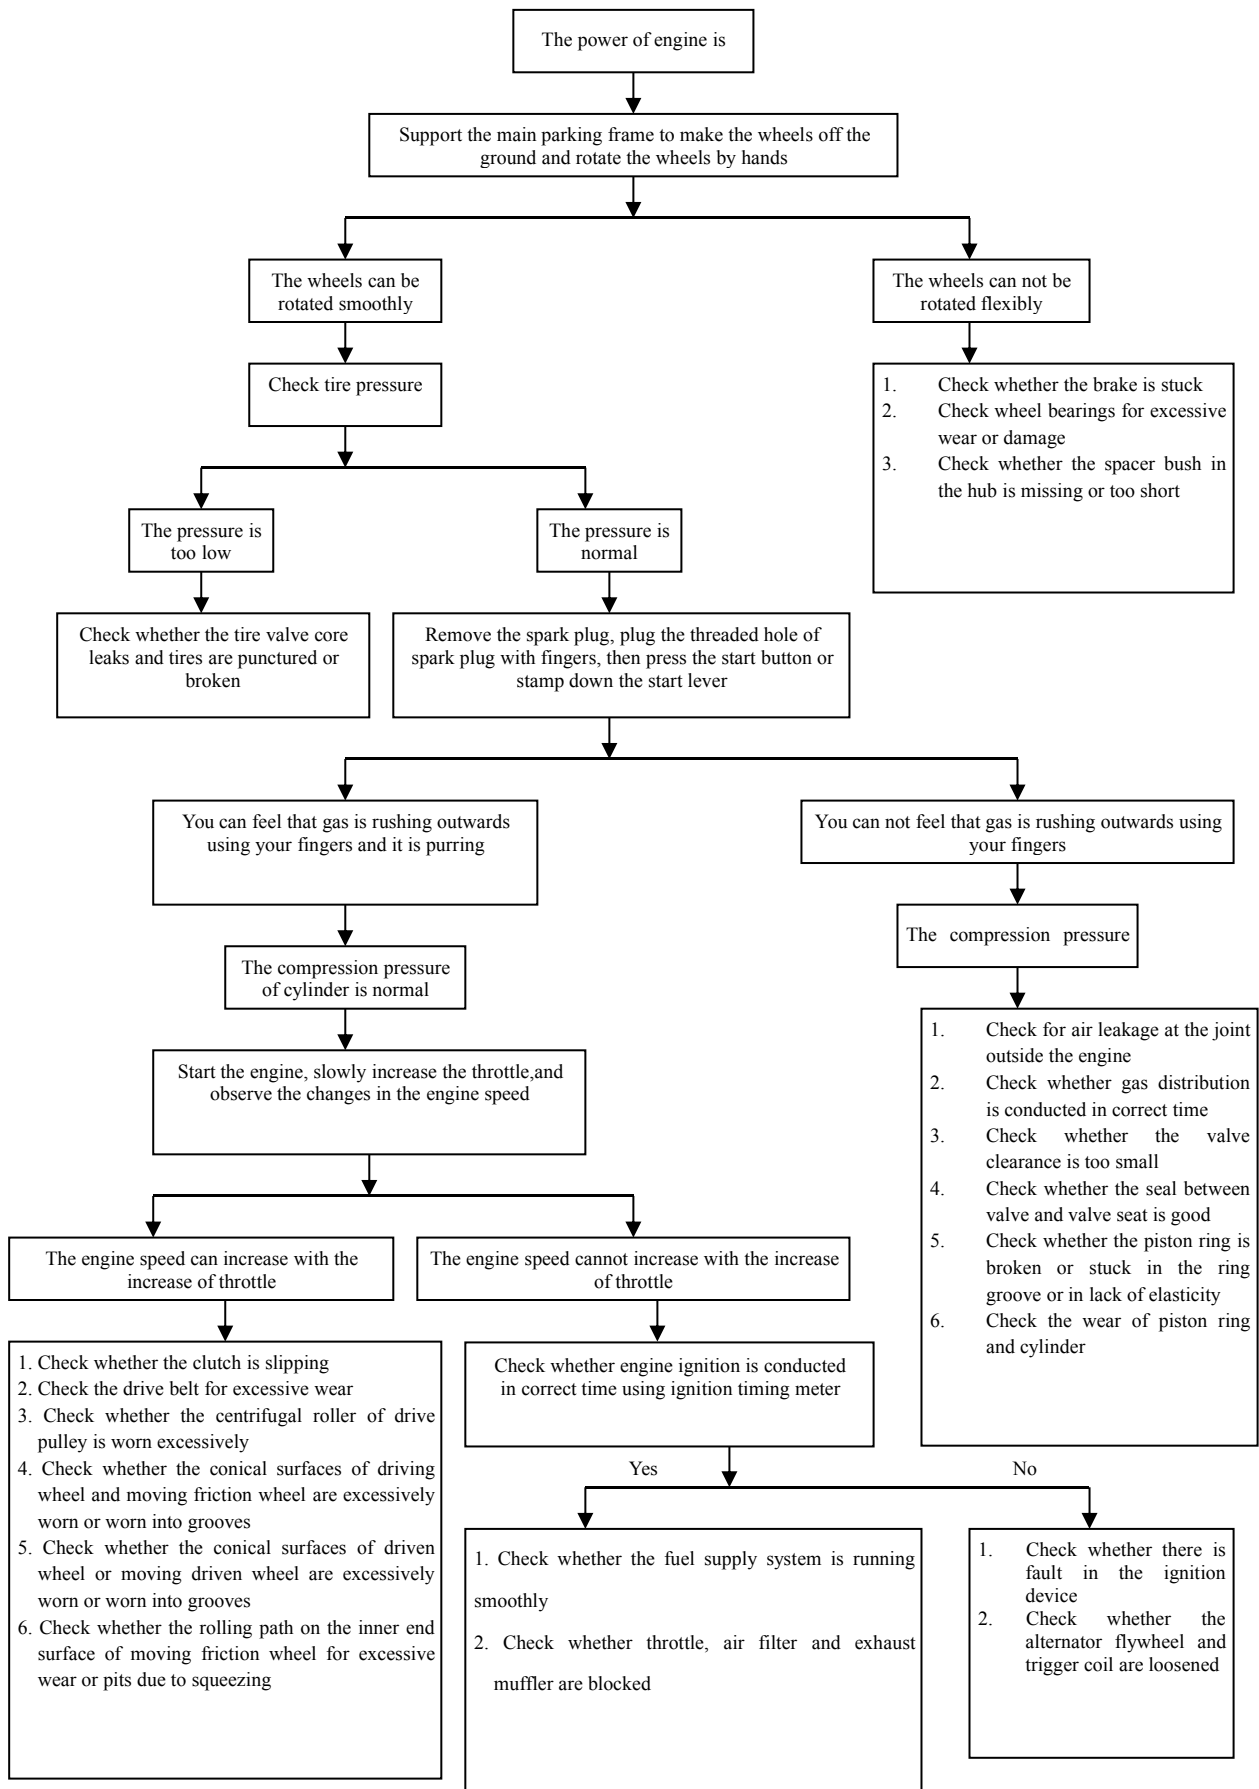 The power of engine is
Support the main parking frame to make the wheels off the
ground and rotate the wheels by hands
The wheels can be
rotated smoothly
The wheels can not be
rotated flexibly
Check tire pressure
1. Check whether the brake is stuck
2. Check wheel bearings for excessive
wear or damage
3. Check whether the spacer bush in
the hub is missing or too short
The pressure is
too low
The pressure is
normal
Check whether the tire valve core
leaks and tires are punctured or
broken
Remove the spark plug, plug the threaded hole of
spark plug with fingers, then press the start button or
stamp down the start lever
You can feel that gas is rushing outwards
using your fingers and it is purring
You can not feel that gas is rushing outwards using
your fingers
The compression pressure
The compression pressure
of cylinder is normal
1. Check for air leakage at the joint
outside the engine
2. Check whether gas distribution
is conducted in correct time
3. Check whether the valve
clearance is too small
4. Check whether the seal between
valve and valve seat is good
5. Check whether the piston ring is
broken or stuck in the ring
groove or in lack of elasticity
6. Check the wear of piston ring
and cylinder
Start the engine, slowly increase the throttle,and
observe the changes in the engine speed
The engine speed can increase with the
increase of throttle
The engine speed cannot increase with the increase
of throttle
1. Check whether the clutch is slipping
2. Check the drive belt for excessive wear
3. Check whether the centrifugal roller of drive
pulley is worn excessively
4. Check whether the conical surfaces of driving
wheel and moving friction wheel are excessively
worn or worn into grooves
5. Check whether the conical surfaces of driven
wheel or moving driven wheel are excessively
worn or worn into grooves
6. Check whether the rolling path on the inner end
surface of moving friction wheel for excessive
wear or pits due to squeezing
Check whether engine ignition is conducted
in correct time using ignition timing meter
Yes
No
1. Check whether the fuel supply system is running
smoothly
2. Check whether throttle, air filter and exhaust
muffler are blocked
1. Check whether there is
fault in the ignition
device
2. Check whether the
alternator flywheel and
trigger coil are loosened